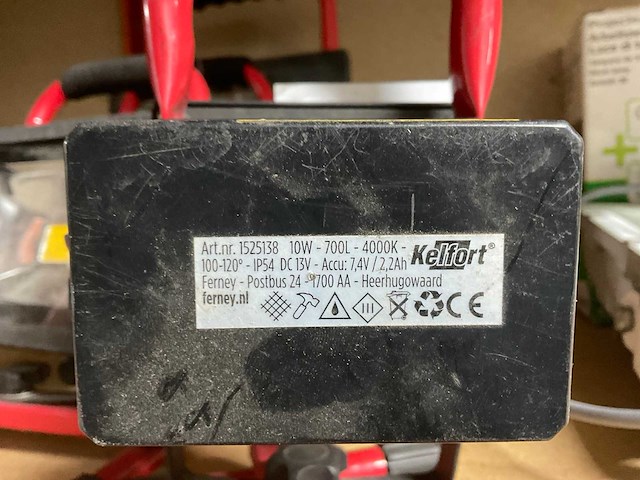 Art.nr. 1525138 10W - 700L - 4000K - Kelfort®
100-120° - IP54 DC 13V - Accu: 7,4V / 2,2Ah
Ferney - Postbus 24 - 1700 AA - Heerhugowaard
ferney.nl
CE